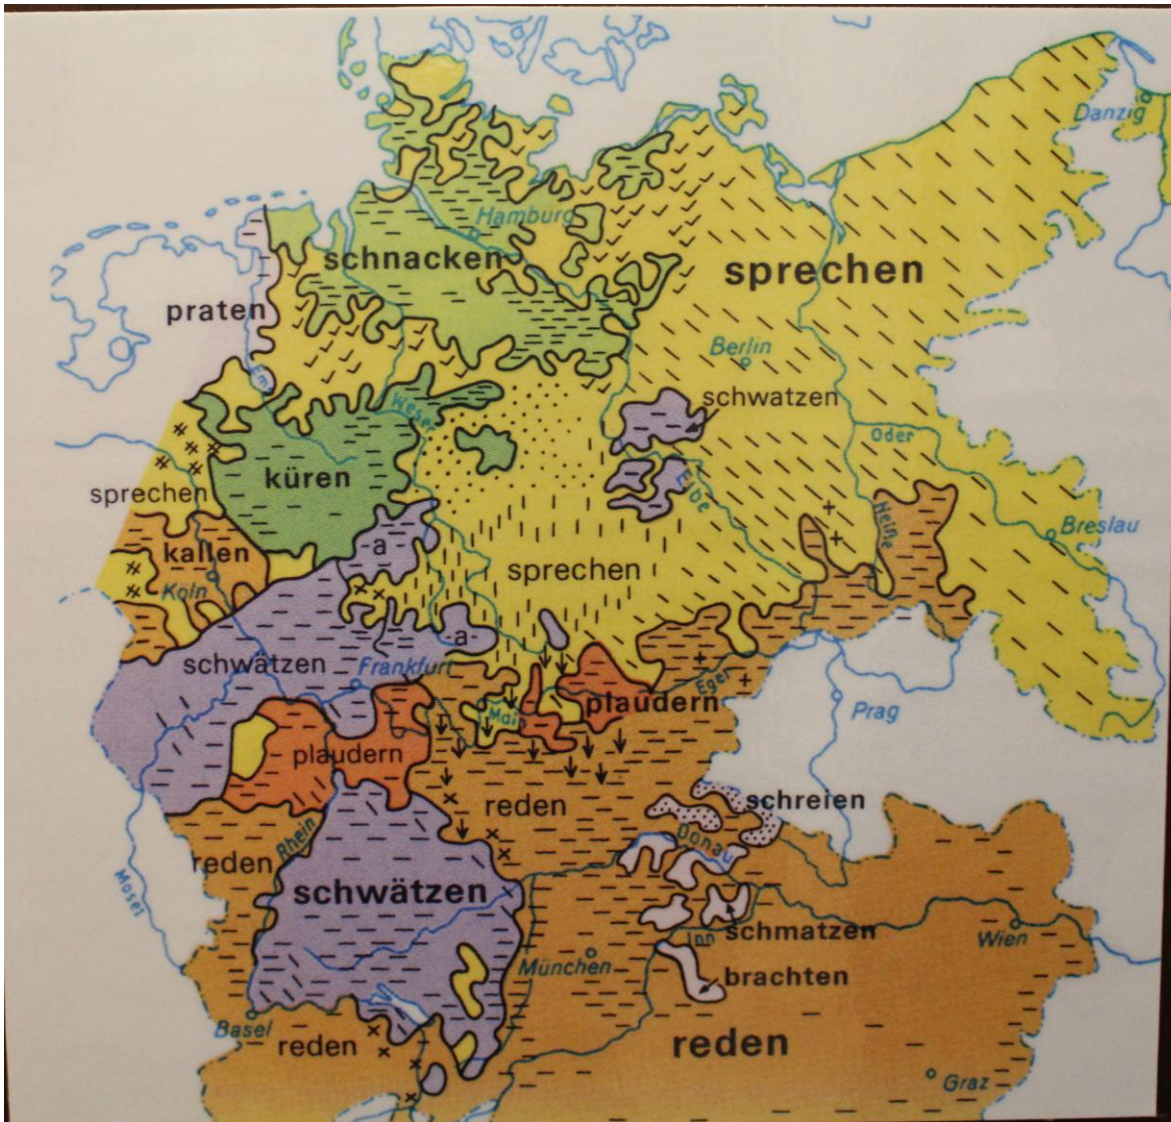 Danzig
Hamburg
schnacken
sprechen
praten
Ems
Berlin
schwatzen
Weser
Oder
küren
sprechen
Elbe
Neiße
Breslau
kallen
-a-
sprechen
Köln
-a-
schwätzen
Frankfurt
Eger
plaudern
Main
Prag
plaudern
reden
schreien
Rhein
Donau
reden
Mosel
schwätzen
Inn
schmatzen
Wien
München
brachten
Basel
reden
reden
Graz